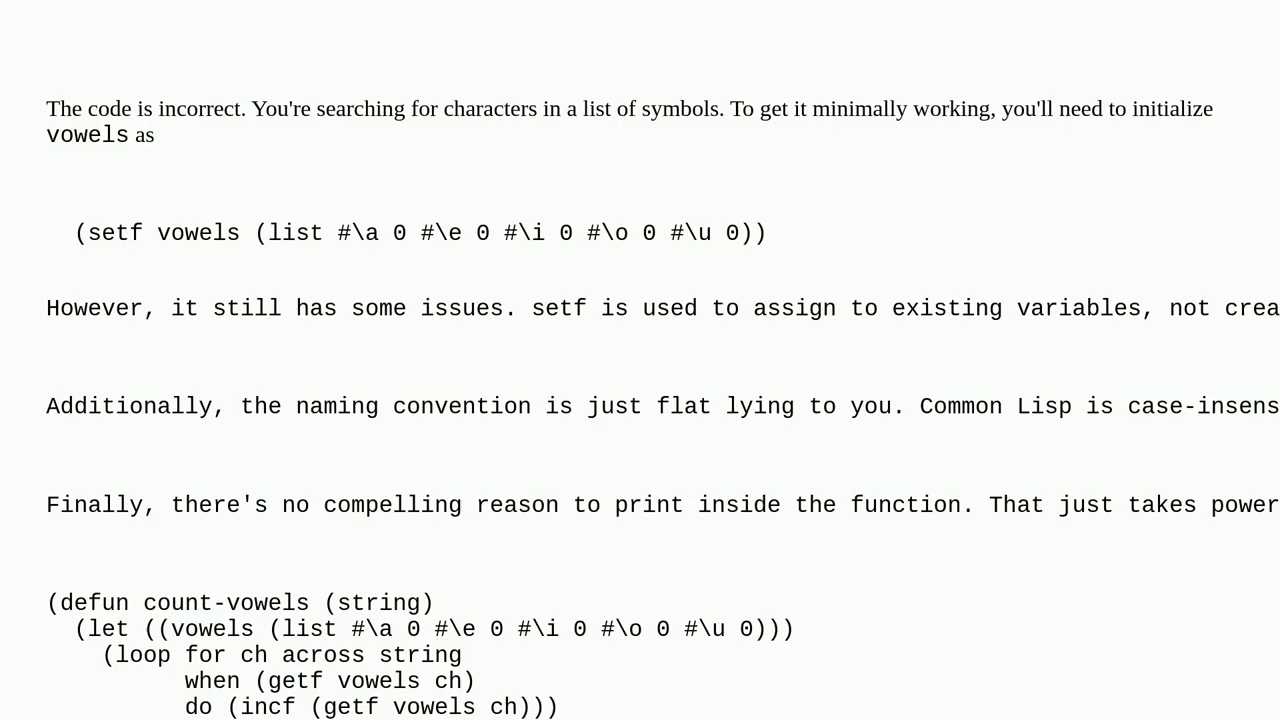 The code is incorrect. You're searching for characters in a list of symbols. To get it minimally working, you'll need to initialize
vowels as
(setf vowels (list #\a 0 #\e 0 #\i 0 #\o 0 #\u 0))
However, it still has some issues. setf is used to assign to existing variables, not crea
Additionally, the naming convention is just flat lying to you. Common Lisp is case-insens
Finally, there's no compelling reason to print inside the function. That just takes power
(defun count-vowels (string)
(let ((vowels (list #\a 0 #\e 0 #\i 0 #\o 0 #\u 0)))
(loop for ch across string
when (getf vowels ch)
do (incf (getf vowels ch)))